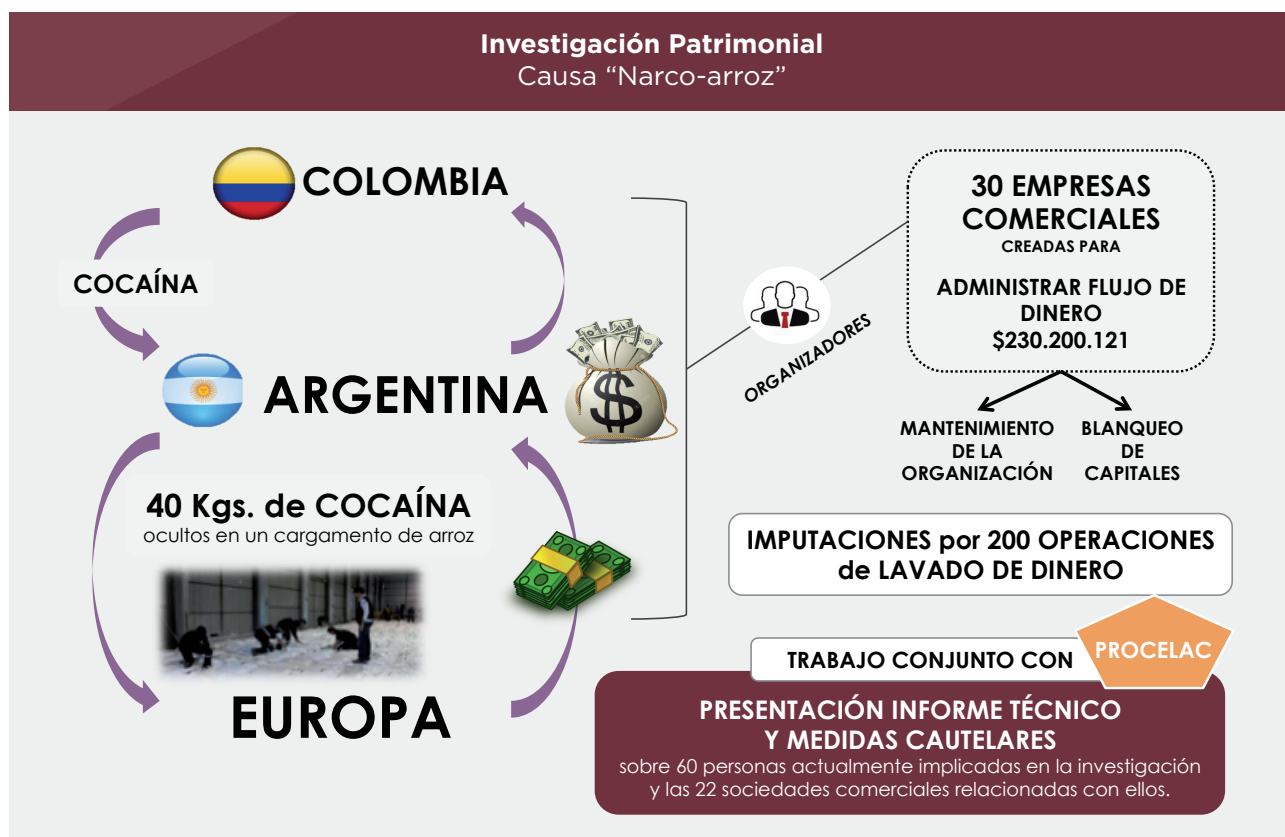 Investigación Patrimonial
Causa “Narco-arroz”
COLOMBIA
COCAÍNA
ARGENTINA
$
40 Kgs. de COCAÍNA
ocultos en un cargamento de arroz
EUROPA
ORGANIZADORES
30 EMPRESAS
COMERCIALES
CREADAS PARA
ADMINISTRAR FLUJO DE
DINERO
$230.200.121
MANTENIMIENTO
DE LA
ORGANIZACIÓN
BLANQUEO
DE
CAPITALES
IMPUTACIONES por 200 OPERACIONES
de LAVADO DE DINERO
TRABAJO CONJUNTO CON
PROCELAC
PRESENTACIÓN INFORME TÉCNICO
Y MEDIDAS CAUTELARES
sobre 60 personas actualmente implicadas en la investigación
y las 22 sociedades comerciales relacionadas con ellos.